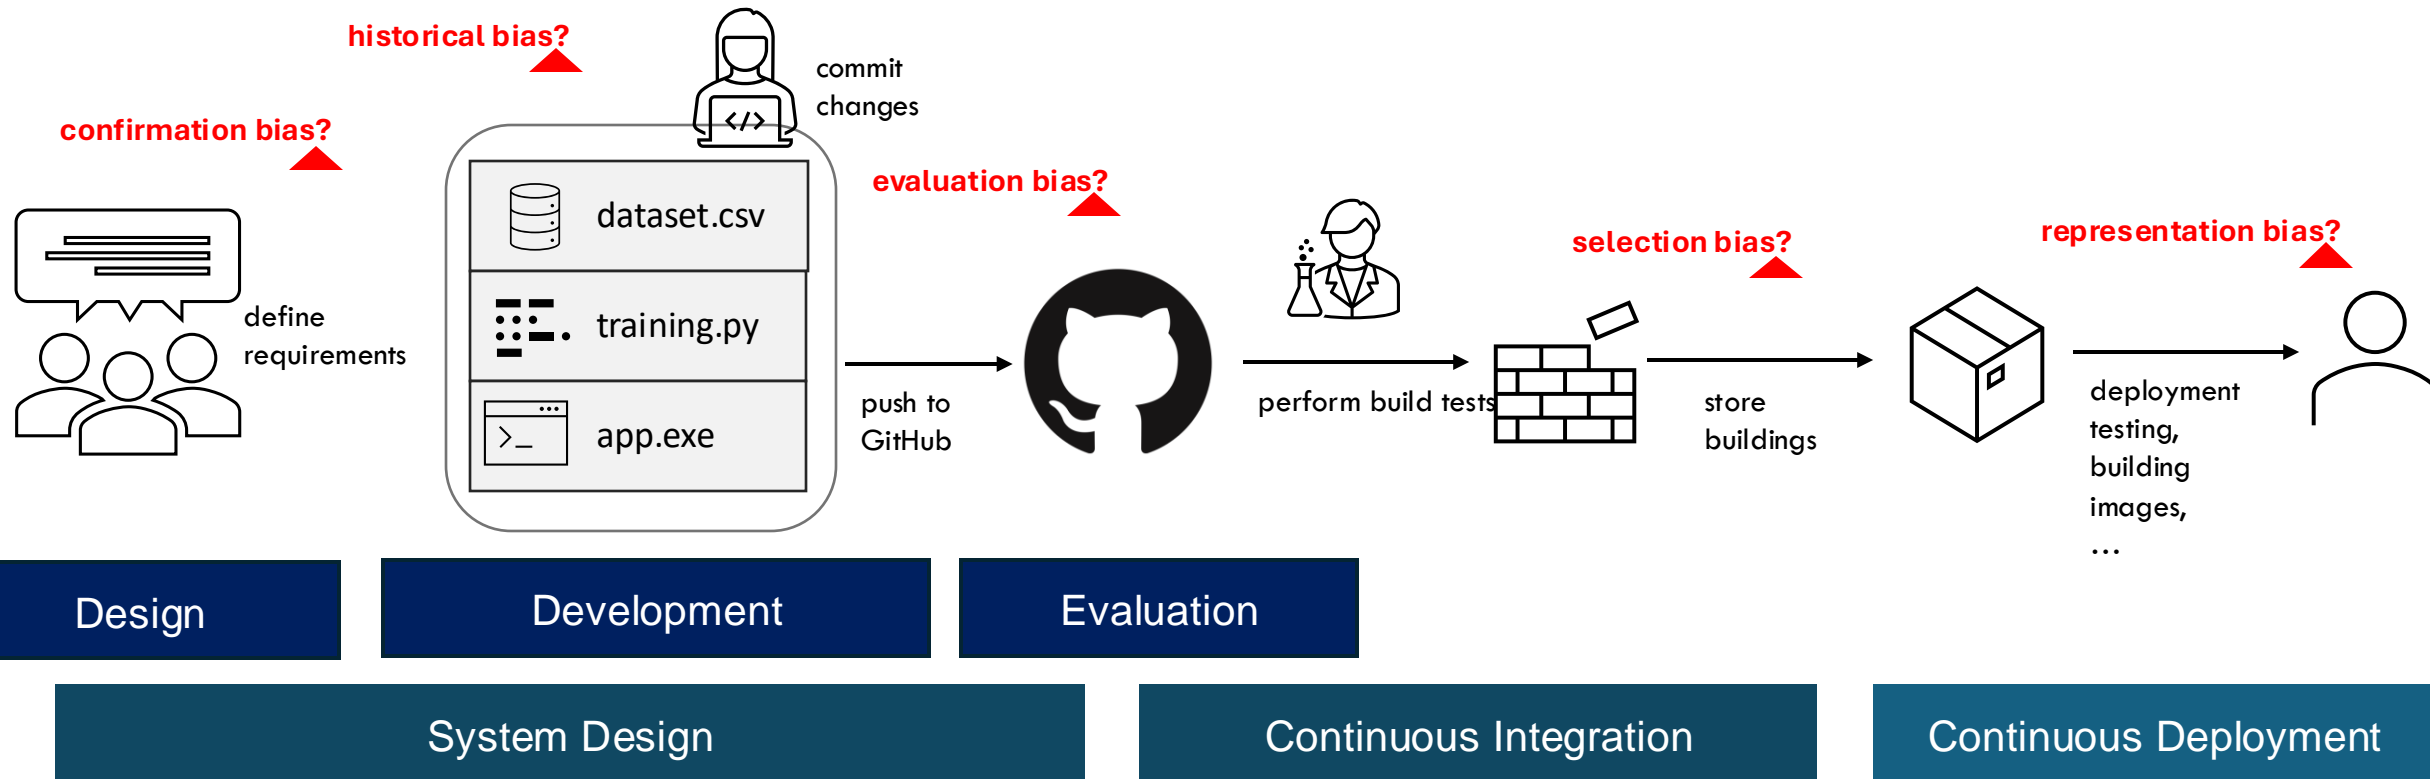 historical bias?
commit
changes
confirmation bias?
</>
evaluation bias?
dataset.csv
selection bias?
representation bias?
define
requirements
training.py
push to
GitHub
perform build tests
store
buildings
deployment
testing,
building
images,
...
>_
app.exe
Design
Development
Evaluation
System Design
Continuous Integration
Continuous Deployment